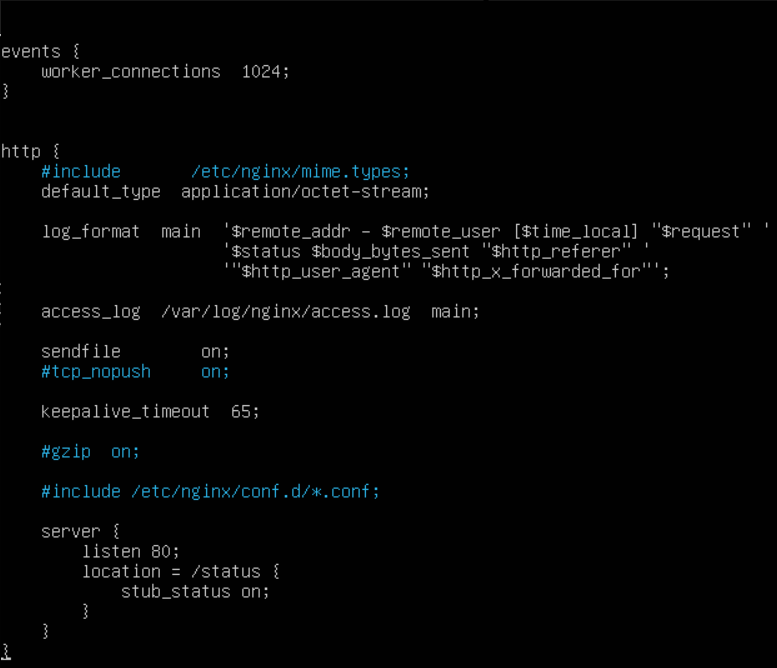 events {
    worker_connections  1024;
}
http {
    #include       /etc/nginx/mime.types;
    default_type  application/octet-stream;
    log_format  main  '$remote_addr - $remote_user [$time_local] "$request" '
                      '$status $body_bytes_sent "$http_referer" '
                      '"$http_user_agent" "$http_x_forwarded_for"';
    access_log  /var/log/nginx/access.log  main;
    sendfile        on;
    #tcp_nopush     on;
    keepalive_timeout  65;
    #gzip  on;
    #include /etc/nginx/conf.d/*.conf;
    server {
        listen 80;
        location = /status {
            stub_status on;
        }
    }
}